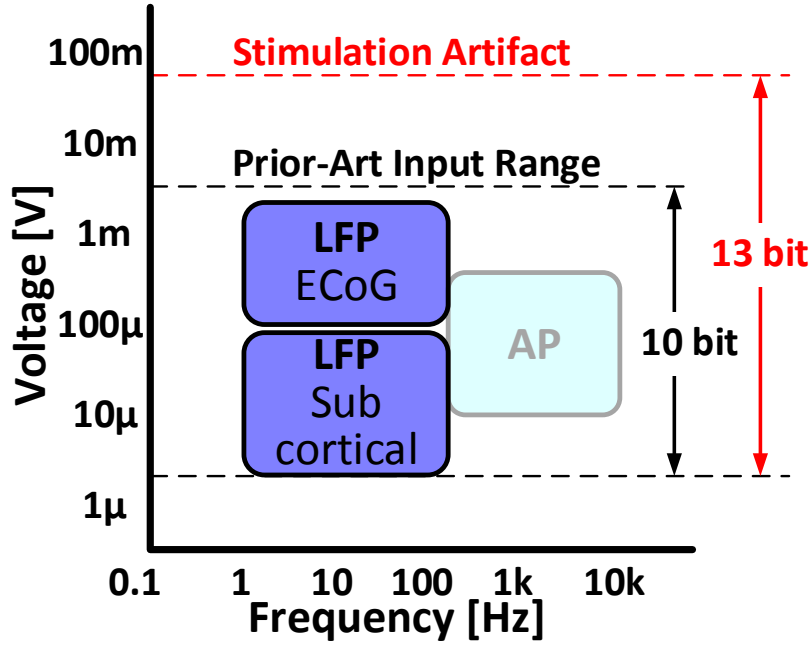 100m
Stimulation Artifact
10m
Prior-Art Input Range
1m
LFP
ECoG
13 bit
Voltage [V]
100µ
AP
10 bit
LFP
Sub
cortical
10µ
1µ
0.1 1 10 100 1k 10k
Frequency [Hz]